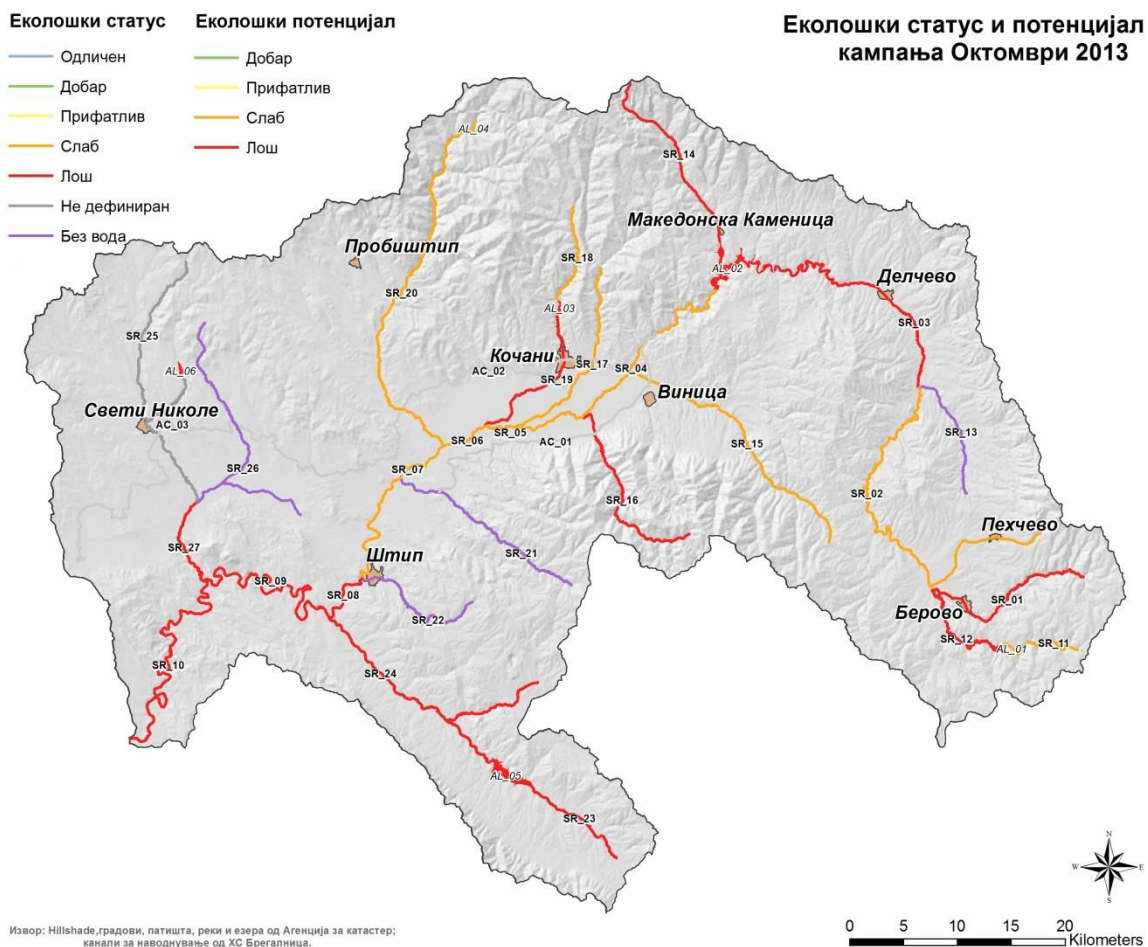 Еколошки статус
Одличен
Добар
Прифатлив
Слаб
Лош
Не дефиниран
Без вода
Еколошки потенцијал
Добар
Прифатлив
Слаб
Лош
Еколошки статус и потенцијал
кампања Октомври 2013
AL_04
SR_14
Македонска Каменица
Пробиштип
SR_18
AL_02
SR_20
Делчево
AL_03
SR_03
SR_25
Кочани
SR_17
SR_04
AC_02
SR_19
AL_06
Виница
Свети Николе
AC_03
SR_06
SR_05
AC_01
SR_15
SR_13
SR_07
SR_26
SR_02
SR_16
Пехчево
SR_27
Штип
SR_21
SR_09
SR_08
SR_01
Берово
SR_22
SR_12
AL_01
SR_11
SR_10
SR_24
AL_05
SR_23
N
W
E
S
Извор: Hillshade,градови, патишта, реки и езера од Агенција за катастер;
канали за наводнување од ХС Брегалница.
0 5 10 15 20
Kilometers